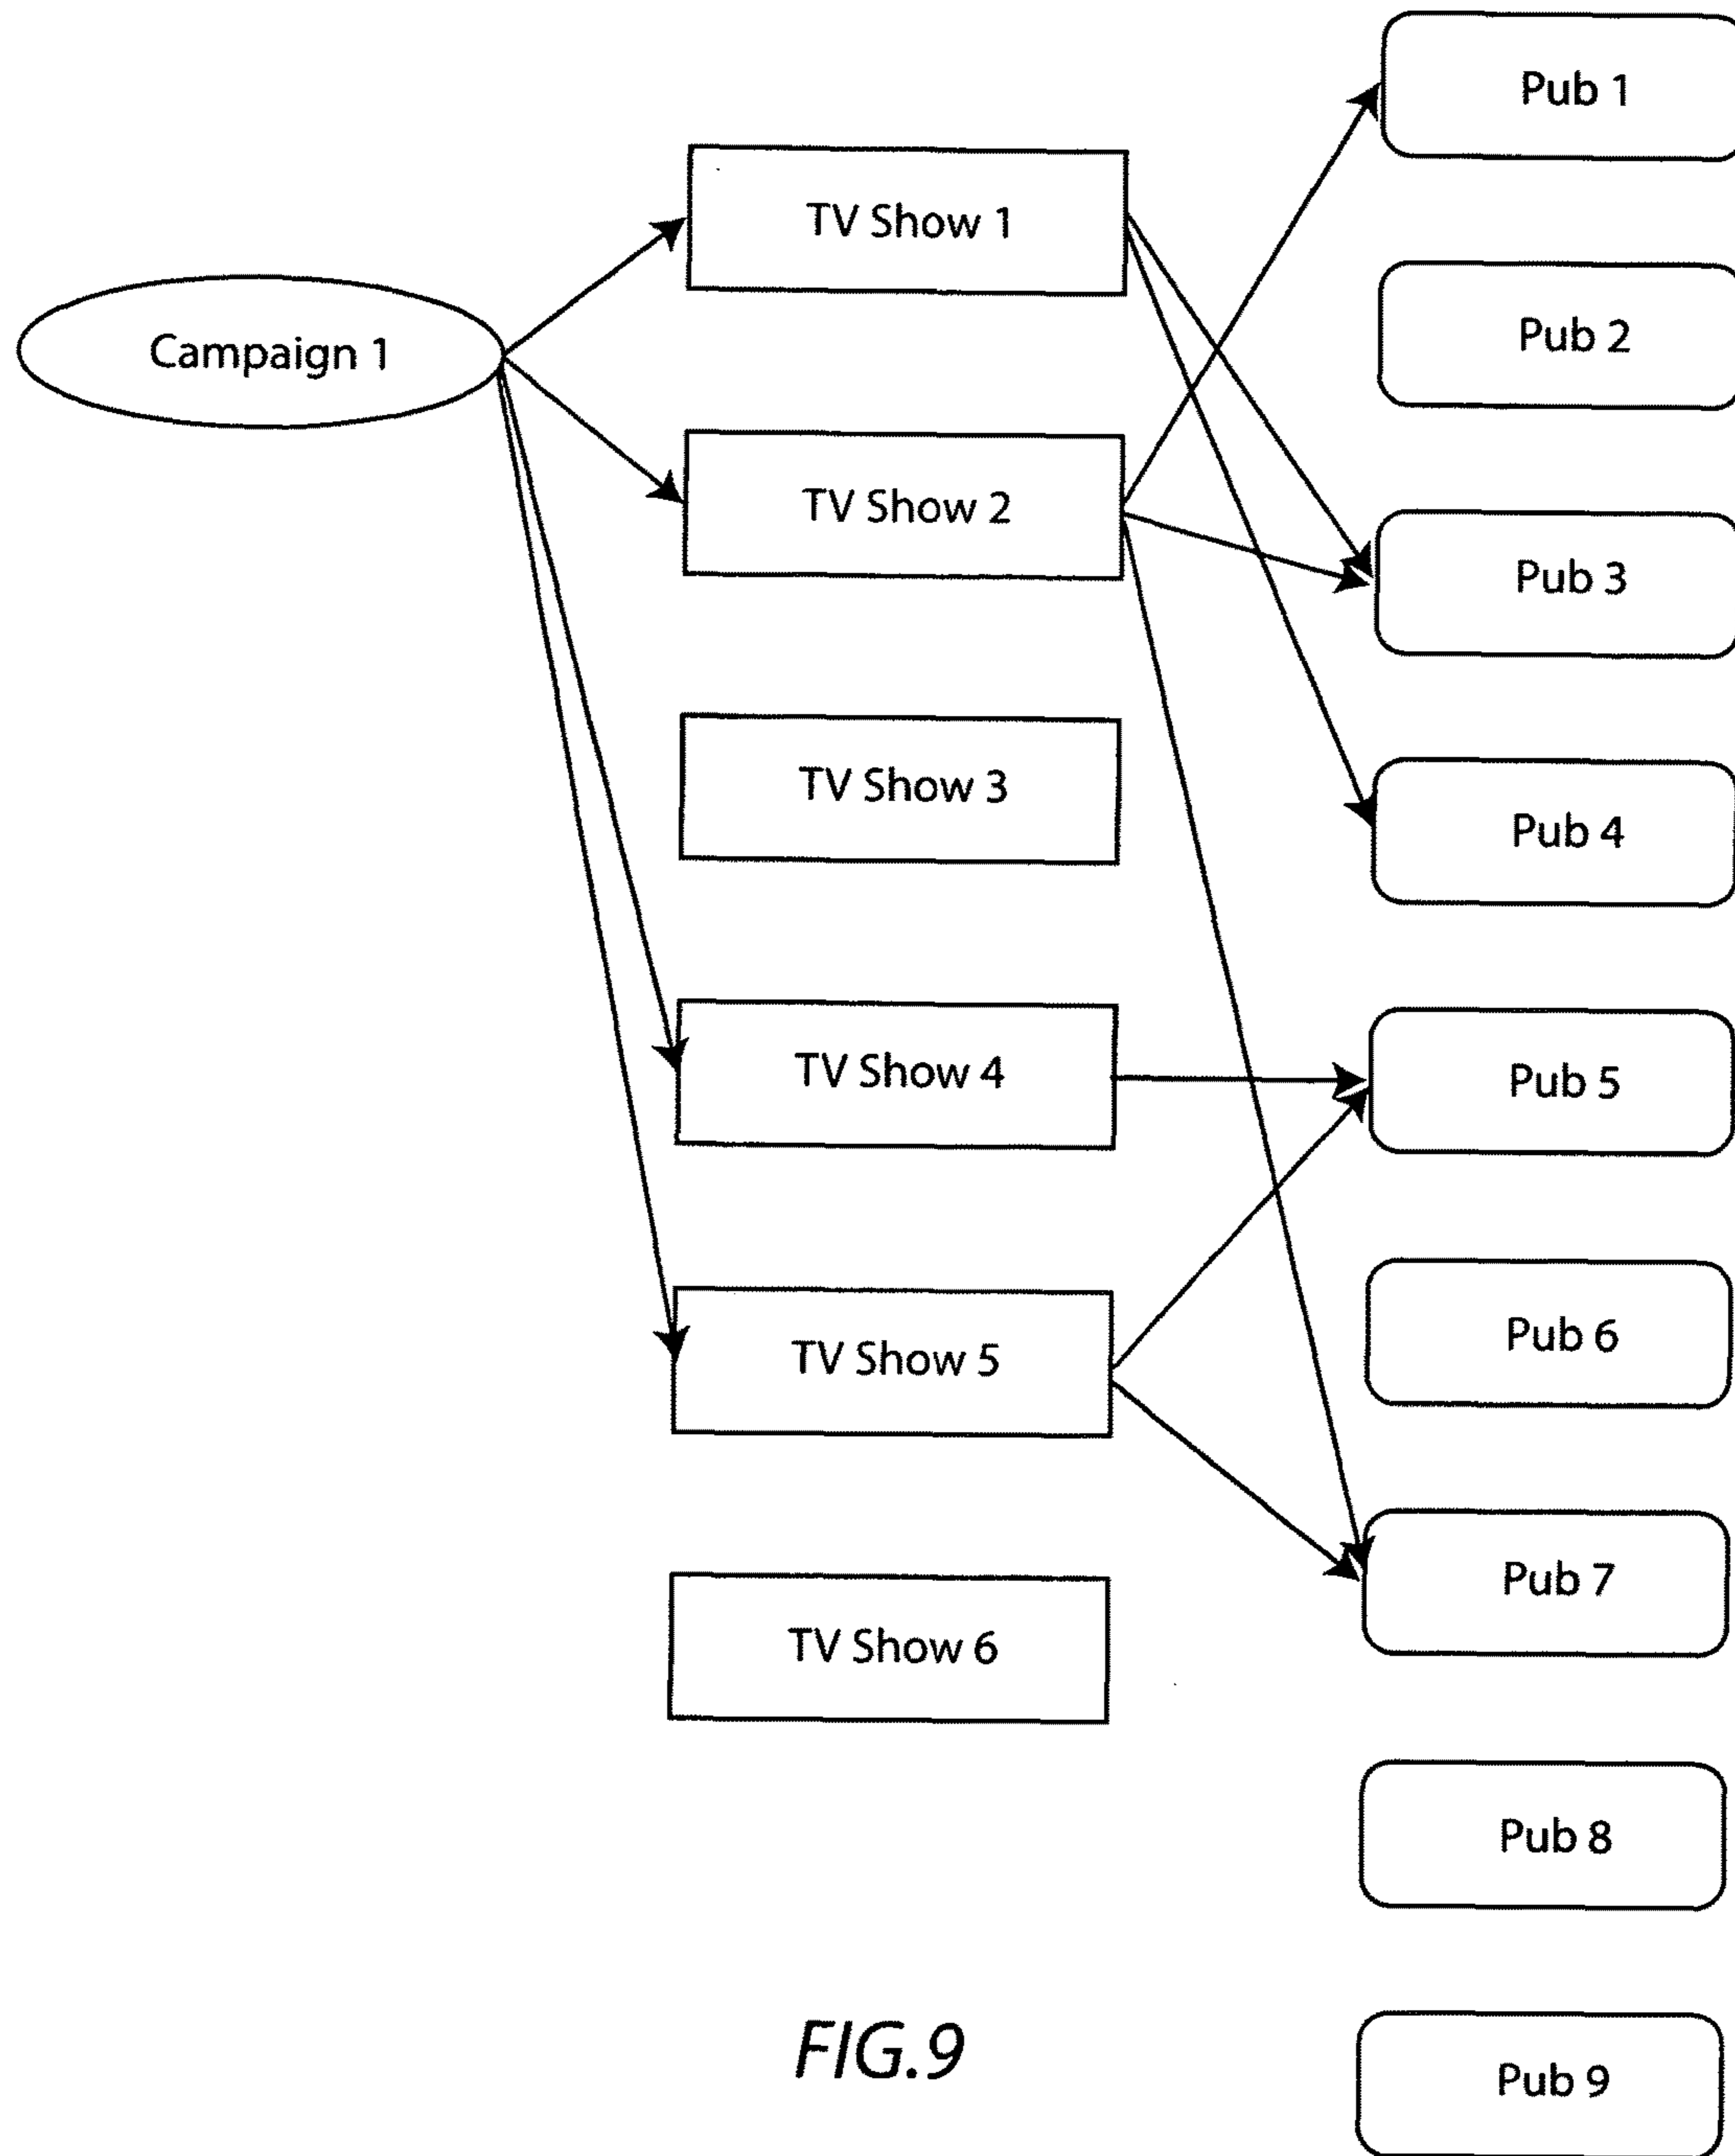 Campaign 1
TV Show 1
TV Show 2
TV Show 3
TV Show 4
TV Show 5
TV Show 6
Pub 1
Pub 2
Pub 3
Pub 4
Pub 5
Pub 6
Pub 7
Pub 8
Pub 9
FIG.9